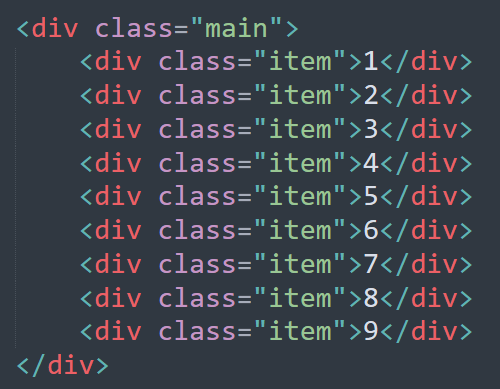 <div class="main">
    <div class="item">1</div>
    <div class="item">2</div>
    <div class="item">3</div>
    <div class="item">4</div>
    <div class="item">5</div>
    <div class="item">6</div>
    <div class="item">7</div>
    <div class="item">8</div>
    <div class="item">9</div>
</div>